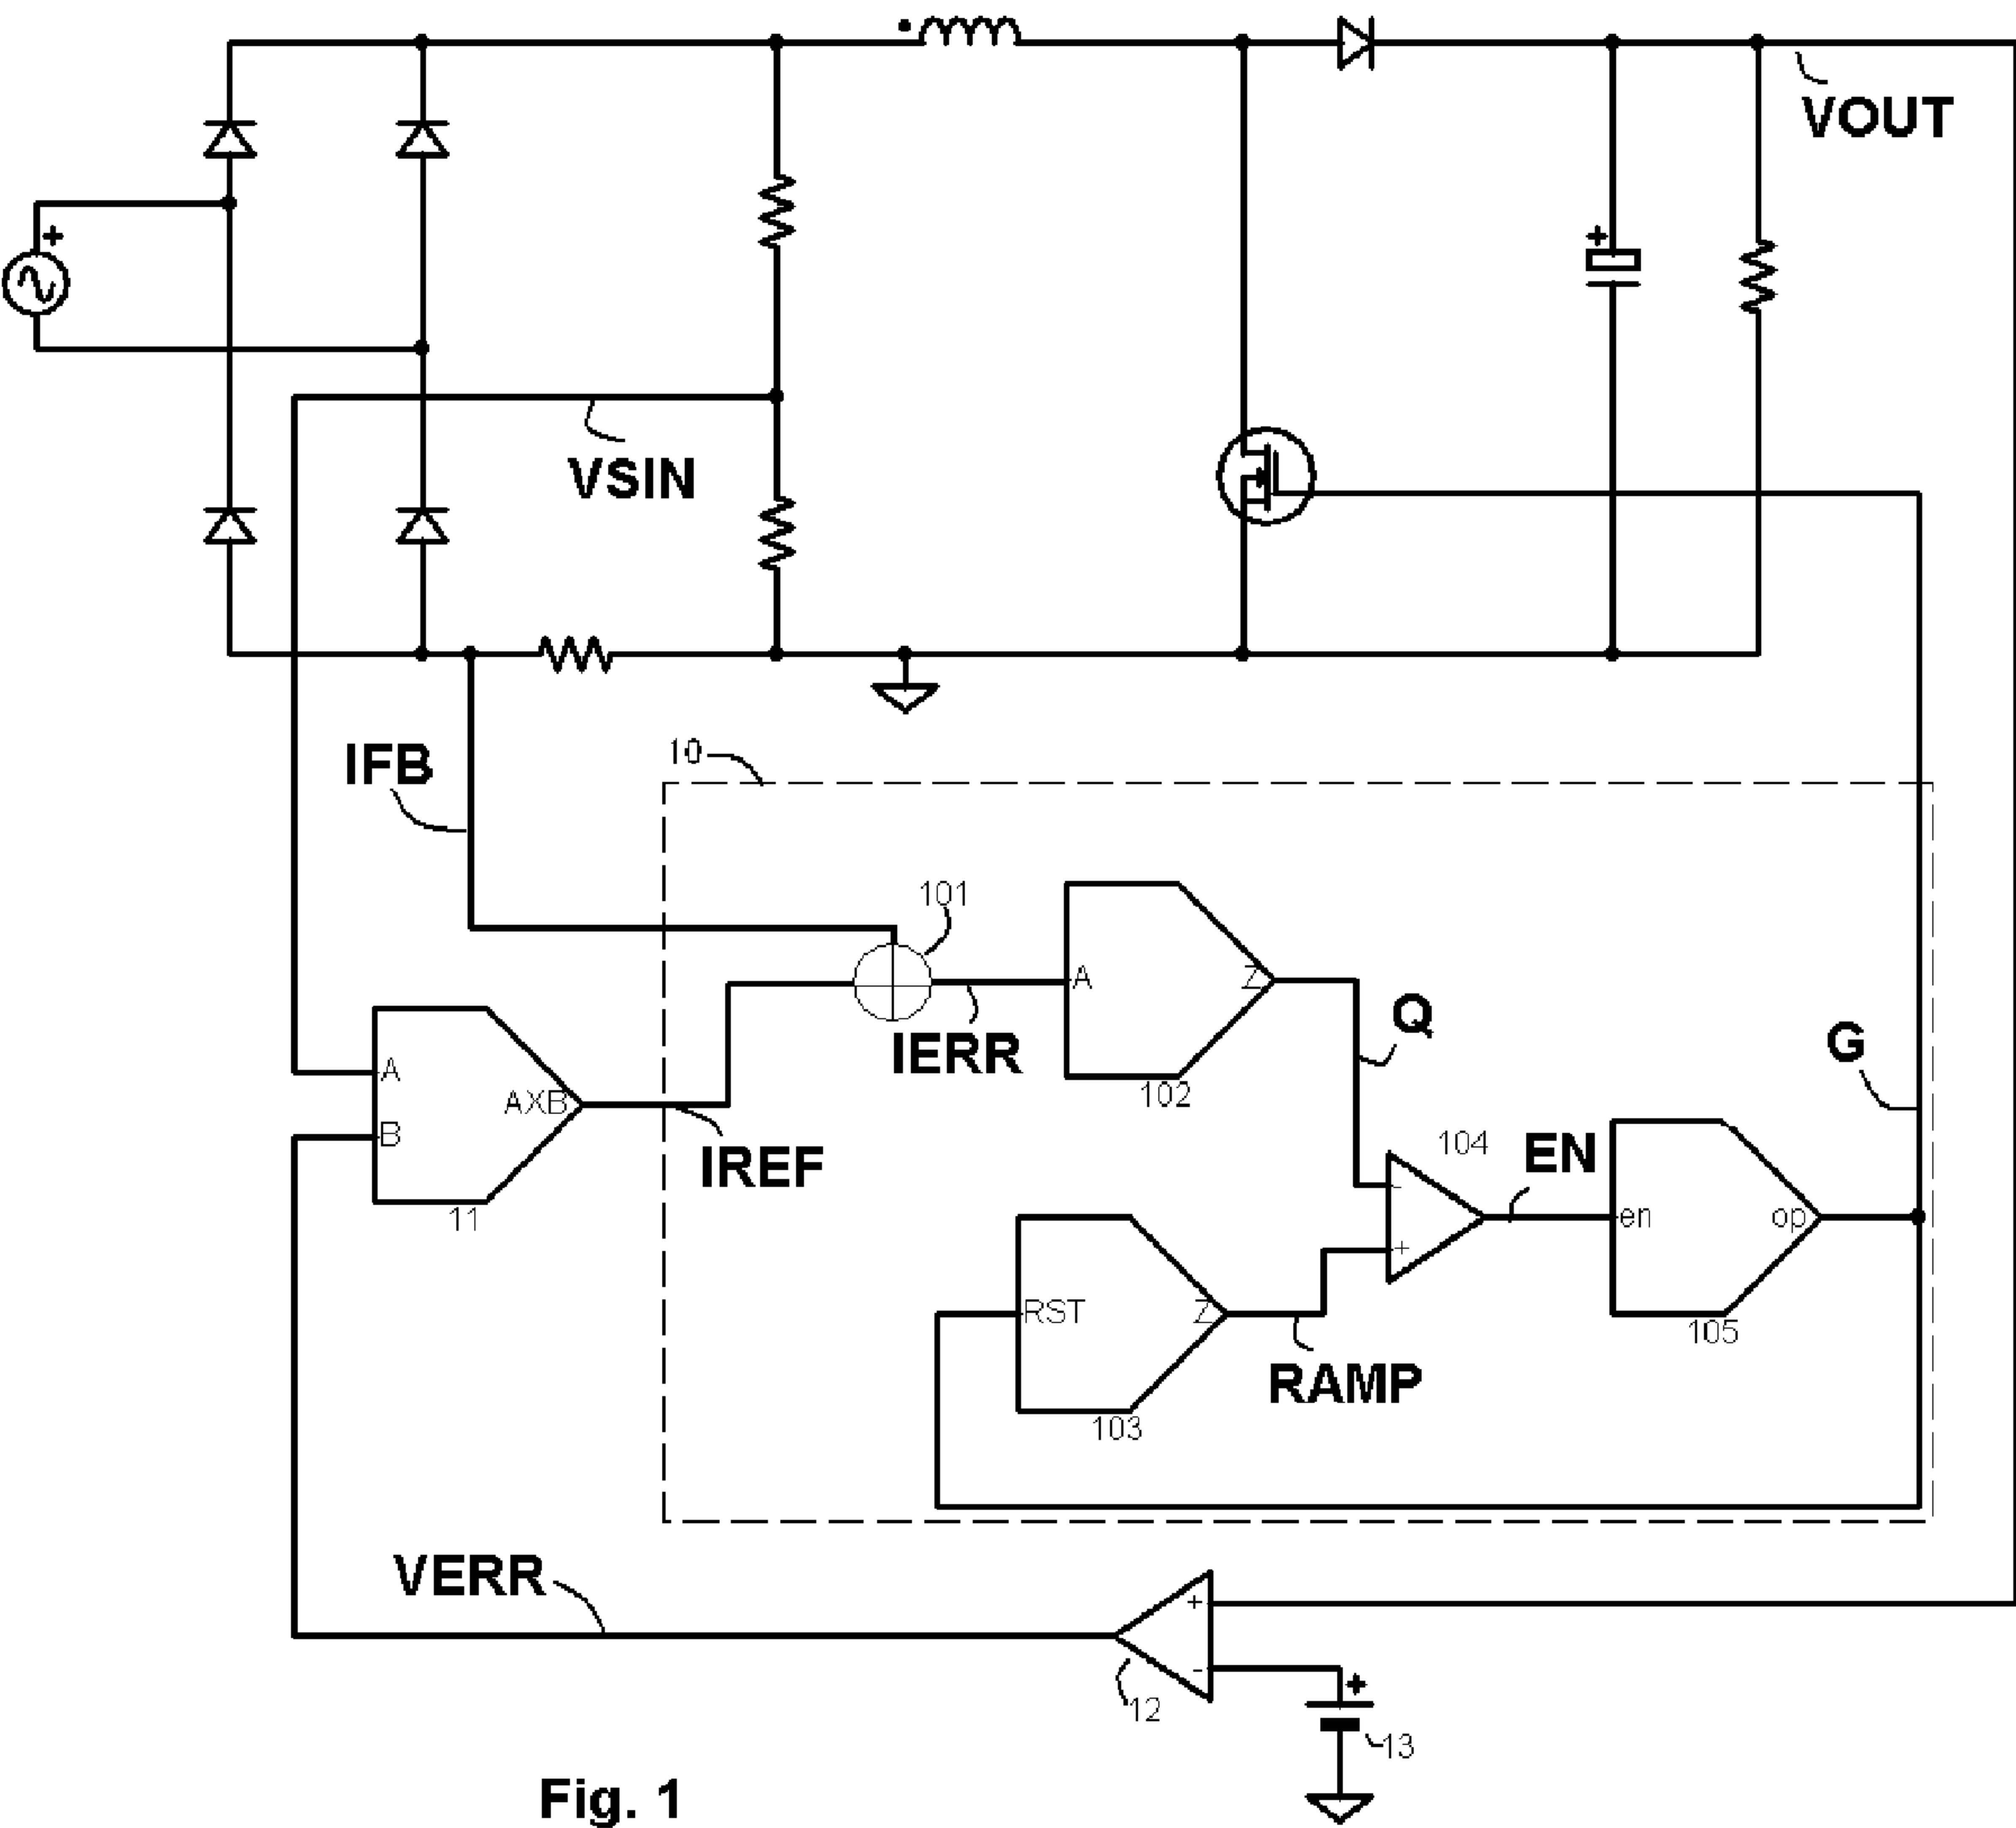 +
VOUT
+
VSIN
IFB
10
101
A
Z
IERR
102
Q
G
A
AXB
B
11
IREF
104
-
+
EN
en
op
105
RST
Z
103
RAMP
VERR
+
-
12
+
13
Fig. 1